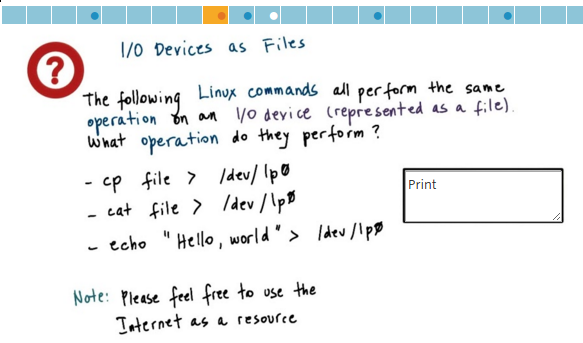 ?
I/O Devices as Files
The following Linux commands all perform the same
operation on an I/O device (represented as a file).
What operation do they perform?
- cp file > /dev/lp0
- cat file > /dev/lp0
- echo "Hello, world" > /dev/lp0
Print
Note: Please feel free to use the
Internet as a resource